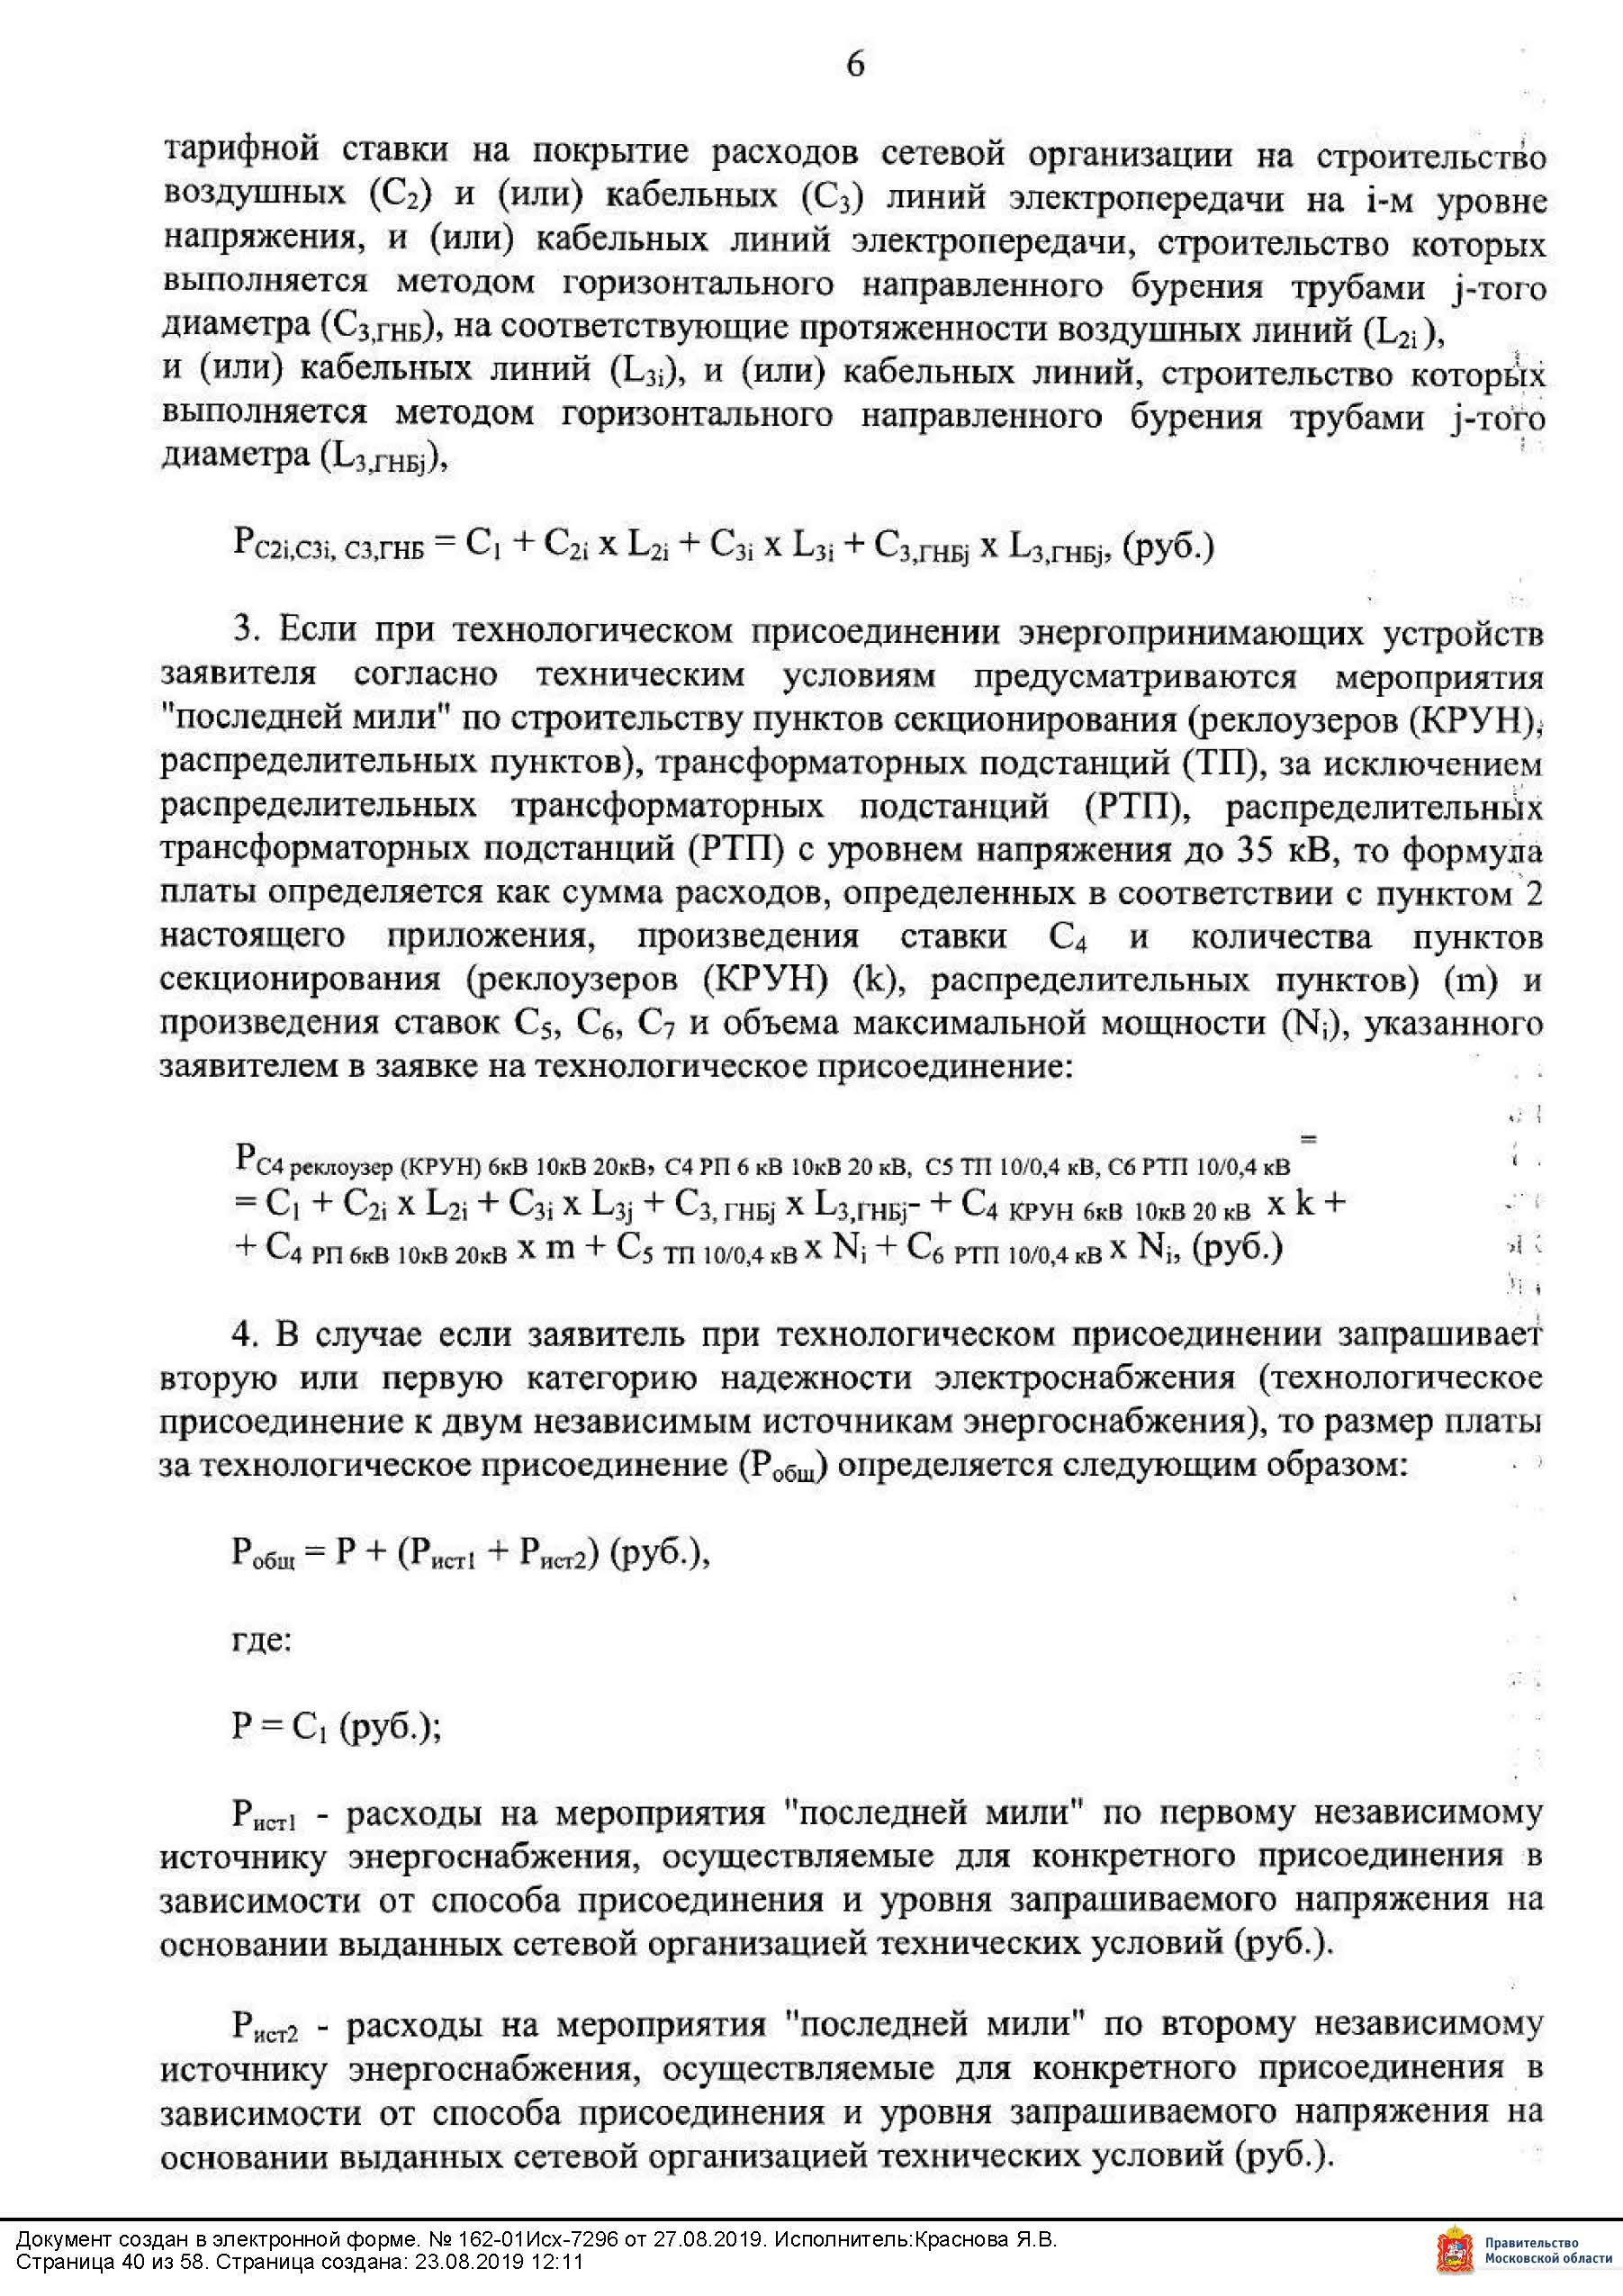 6
тарифной ставки на покрытие расходов сетевой организации на строительство
воздушных (С₂) и (или) кабельных (С₃) линий электропередачи на i-м уровне
напряжения, и (или) кабельных линий электропередачи, строительство которых
выполняется методом горизонтального направленного бурения трубами j-того
диаметра (С₃,ГНБ), на соответствующие протяженности воздушных линий (L₂i ),
и (или) кабельных линий (L₃i), и (или) кабельных линий, строительство которых
выполняется методом горизонтального направленного бурения трубами j-того
диаметра (L₃,ГНБj),
PС2i,С3i, С3,ГНБ = С₁ + С₂i x L₂i + С₃i x L₃i + С₃,ГНБj x L₃,ГНБj, (руб.)
3. Если при технологическом присоединении энергопринимающих устройств
заявителя согласно техническим условиям предусматриваются мероприятия
"последней мили" по строительству пунктов секционирования (реклоузеров (КРУН),
распределительных пунктов), трансформаторных подстанций (ТП), за исключением
распределительных трансформаторных подстанций (РТП), распределительных
трансформаторных подстанций (РТП) с уровнем напряжения до 35 кВ, то формула
платы определяется как сумма расходов, определенных в соответствии с пунктом 2
настоящего приложения, произведения ставки С₄ и количества пунктов
секционирования (реклоузеров (КРУН) (k), распределительных пунктов) (m) и
произведения ставок С₅, С₆, С₇ и объема максимальной мощности (Ni), указанного
заявителем в заявке на технологическое присоединение:
PС4 реклоузер (КРУН) 6кВ 10кВ 20кВ, С4 РП 6 кВ 10кВ 20 кВ, С5 ТП 10/0,4 кВ, С6 РТП 10/0,4 кВ =
= С₁ + С₂i x L₂i + С₃i x L₃j + С₃, ГНБj x L₃,ГНБj- + С₄ КРУН 6кВ 10кВ 20 кВ x k +
+ С₄ РП 6кВ 10кВ 20кВ x m + С₅ ТП 10/0,4 кВ x Ni + С₆ РТП 10/0,4 кВ x Ni, (руб.)
4. В случае если заявитель при технологическом присоединении запрашивает
вторую или первую категорию надежности электроснабжения (технологическое
присоединение к двум независимым источникам энергоснабжения), то размер платы
за технологическое присоединение (Робщ) определяется следующим образом:
Робщ = Р + (Рист1 + Рист2) (руб.),
где:
Р = С₁ (руб.);
Рист1 - расходы на мероприятия "последней мили" по первому независимому
источнику энергоснабжения, осуществляемые для конкретного присоединения в
зависимости от способа присоединения и уровня запрашиваемого напряжения на
основании выданных сетевой организацией технических условий (руб.).
Рист2 - расходы на мероприятия "последней мили" по второму независимому
источнику энергоснабжения, осуществляемые для конкретного присоединения в
зависимости от способа присоединения и уровня запрашиваемого напряжения на
основании выданных сетевой организацией технических условий (руб.).
Документ создан в электронной форме. № 162-01Исх-7296 от 27.08.2019. Исполнитель:Краснова Я.В.
Страница 40 из 58. Страница создана: 23.08.2019 12:11
Правительство
Московской области